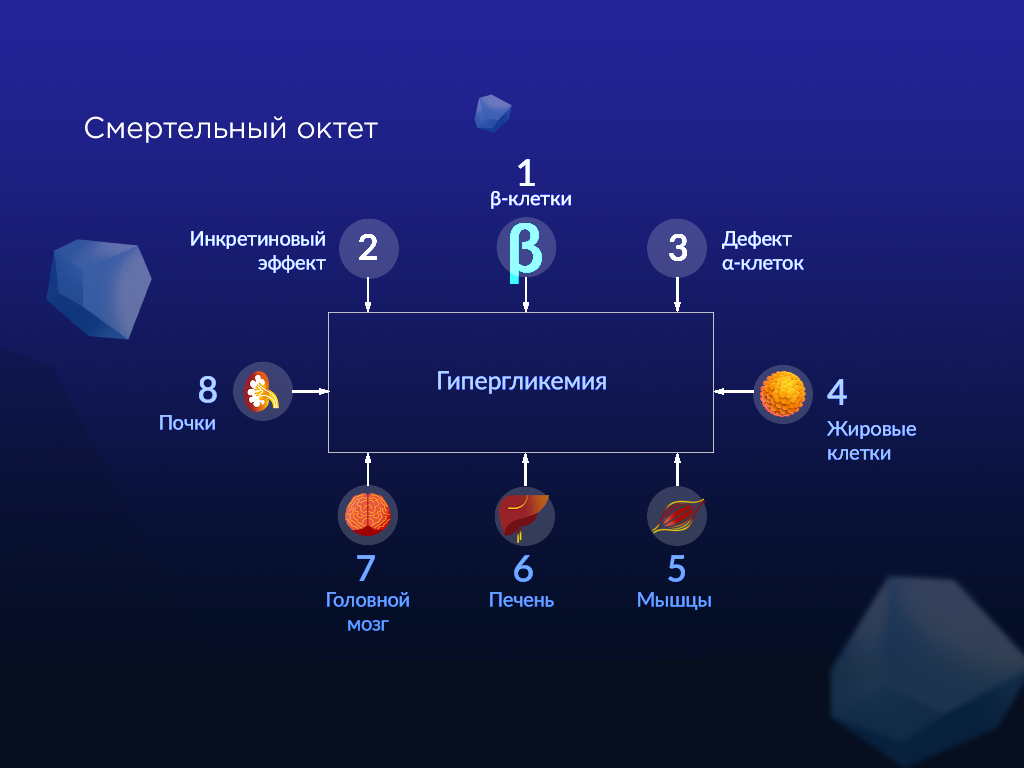 Смертельный октет
1
β-клетки
Инкретиновый
эффект
2
β
3
Дефект
α-клеток
Гипергликемия
8
Почки
4
Жировые
клетки
7
Головной
мозг
6
Печень
5
Мышцы